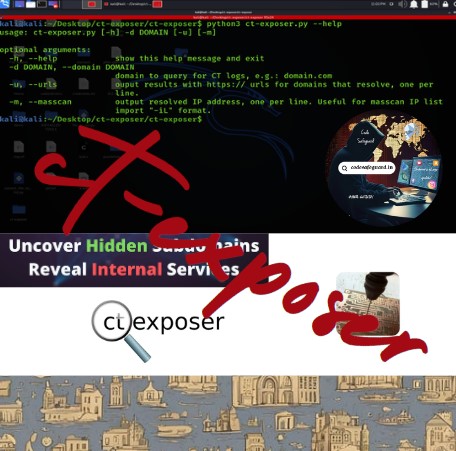 kali@kali:~/Desktop/ct-exposer/ct-exposer$ python3 ct-exposer.py --help
usage: ct-exposer.py [-h] -d DOMAIN [-u] [-m]
optional arguments:
-h, --help show this help message and exit
-d DOMAIN, --domain DOMAIN
domain to query for CT logs, e.g.: domain.com
-u, --urls ouput results with https:// urls for domains that resolve, one per
line.
-m, --masscan output resolved IP address, one per line. Useful for masscan IP list
import "-iL" format.
kali@kali:~/Desktop/ct-exposer/ct-exposer$
Code
Safeguard
codesafeguard.in
ct-exposer
Uncover Hidden Subdomains
Reveal Internal Services
ct exposer